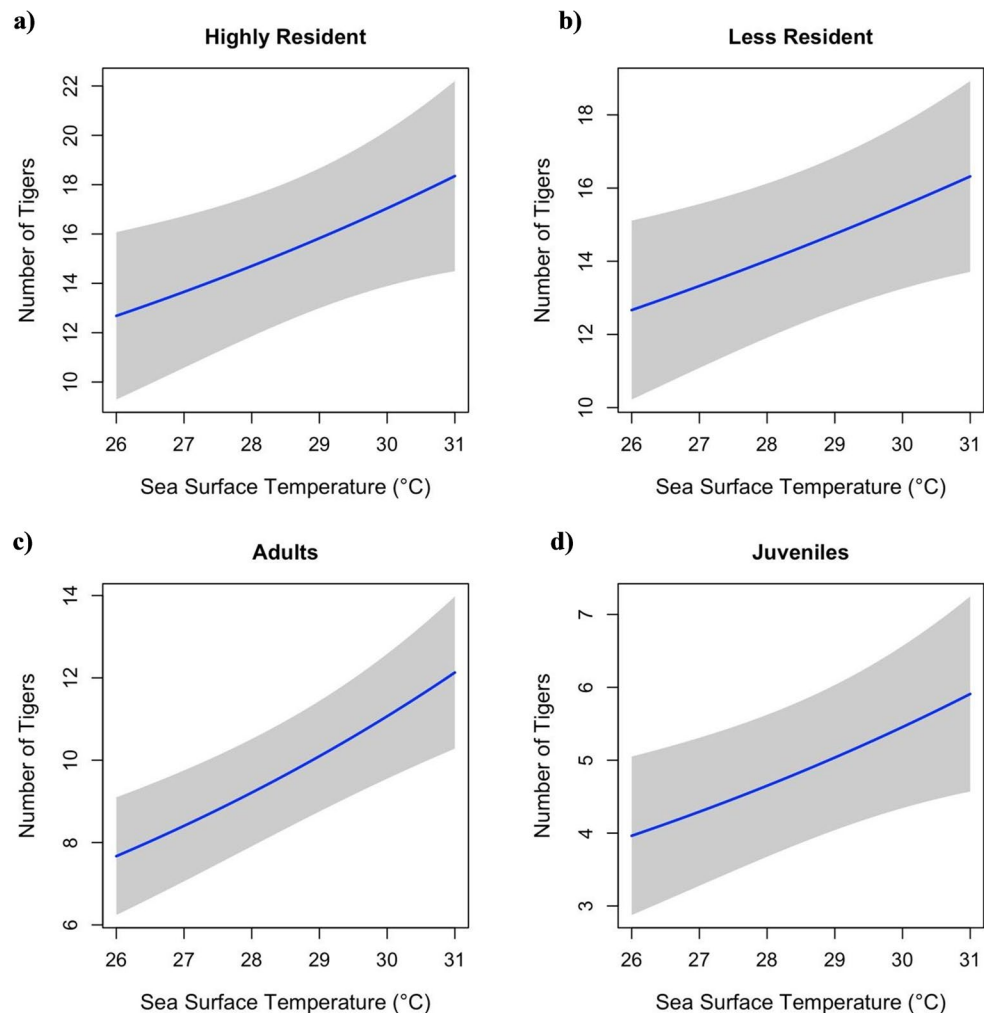 a)
Highly Resident
Number of Tigers
22
20
18
16
14
12
10
26 27 28 29 30 31
Sea Surface Temperature (°C)
b)
Less Resident
Number of Tigers
18
16
14
12
10
26 27 28 29 30 31
Sea Surface Temperature (°C)
c)
Adults
Number of Tigers
14
12
10
8
6
26 27 28 29 30 31
Sea Surface Temperature (°C)
d)
Juveniles
Number of Tigers
7
6
5
4
3
26 27 28 29 30 31
Sea Surface Temperature (°C)